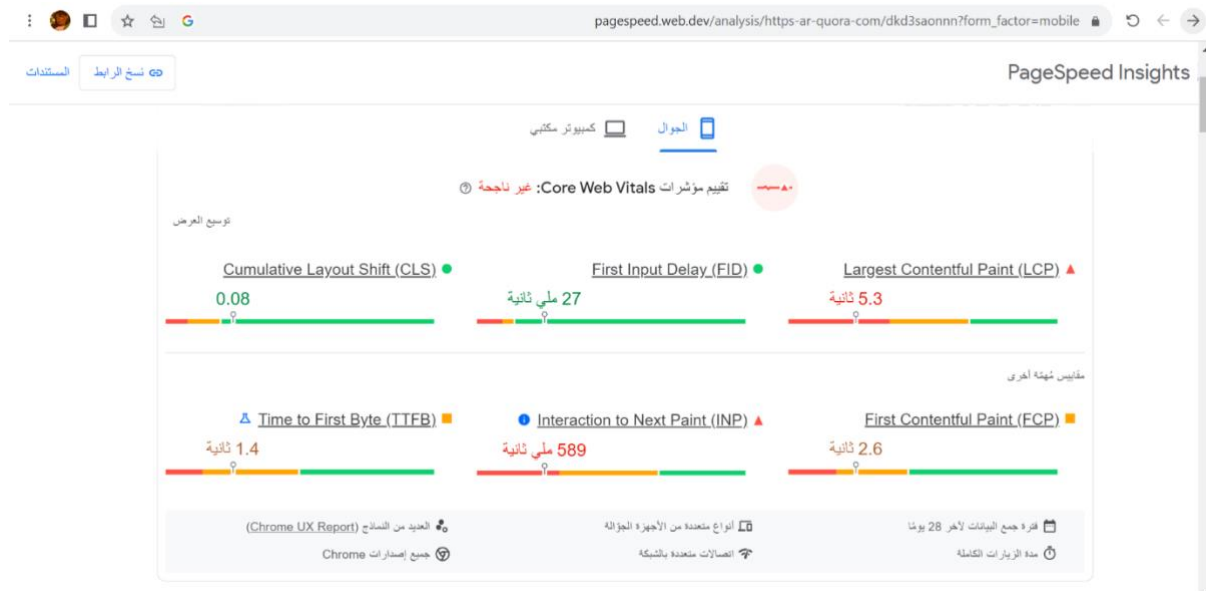 pagespeed.web.dev/analysis/https-ar-quora-com/dkd3saonnn?form_factor=mobile
PageSpeed Insights
نسخ الرابط
المستندات
الجوال
كمبيوتر مكتبي
تقييم مؤشرات Core Web Vitals: غير ناجحة
توسيع العرض
Largest Contentful Paint (LCP)
5.3 ثانية
First Input Delay (FID)
27 ملي ثانية
Cumulative Layout Shift (CLS)
0.08
مقاييس مُهمّة أخرى
First Contentful Paint (FCP)
2.6 ثانية
Interaction to Next Paint (INP)
589 ملي ثانية
Time to First Byte (TTFB)
1.4 ثانية
فترة جمع البيانات لآخر 28 يومًا
أنواع متعددة من الأجهزة الجوّالة
العديد من النماذج (Chrome UX Report)
مدة الزيارات الكاملة
اتصالات متعددة بالشبكة
جميع إصدارات Chrome